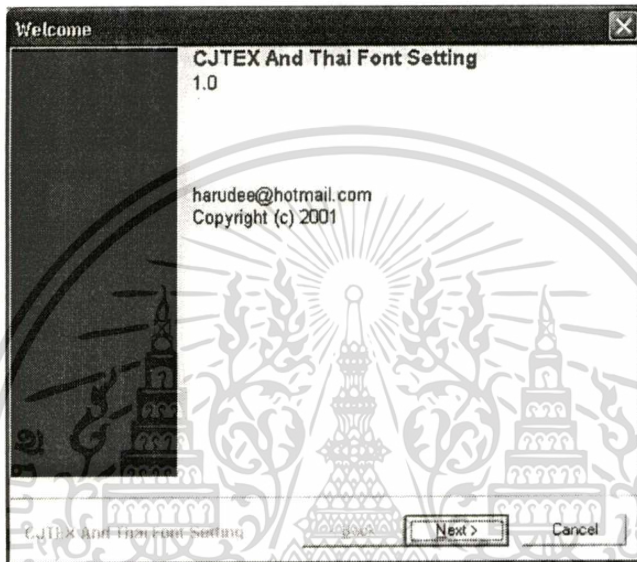 Welcome
CJTEX And Thai Font Setting
1.0
harudee@hotmail.com
Copyright (c) 2001
CJTEX And Thai Font Setting
< Back
Next >
Cancel